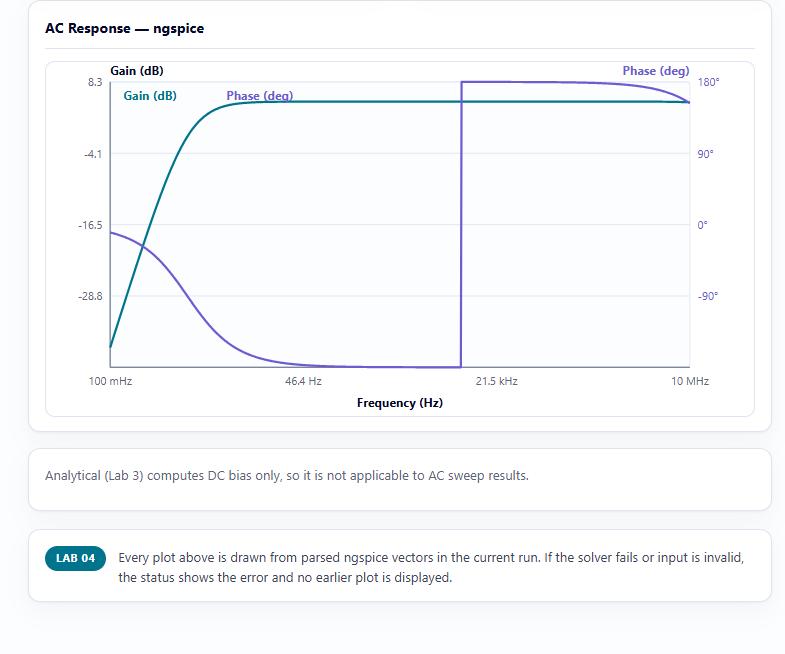 AC Response — ngspice
Gain (dB)
Phase (deg)
8.3
180°
Gain (dB)
Phase (deg)
-4.1
90°
-16.5
0°
-28.8
-90°
100 mHz
46.4 Hz
21.5 kHz
10 MHz
Frequency (Hz)
Analytical (Lab 3) computes DC bias only, so it is not applicable to AC sweep results.
LAB 04
Every plot above is drawn from parsed ngspice vectors in the current run. If the solver fails or input is invalid,
the status shows the error and no earlier plot is displayed.